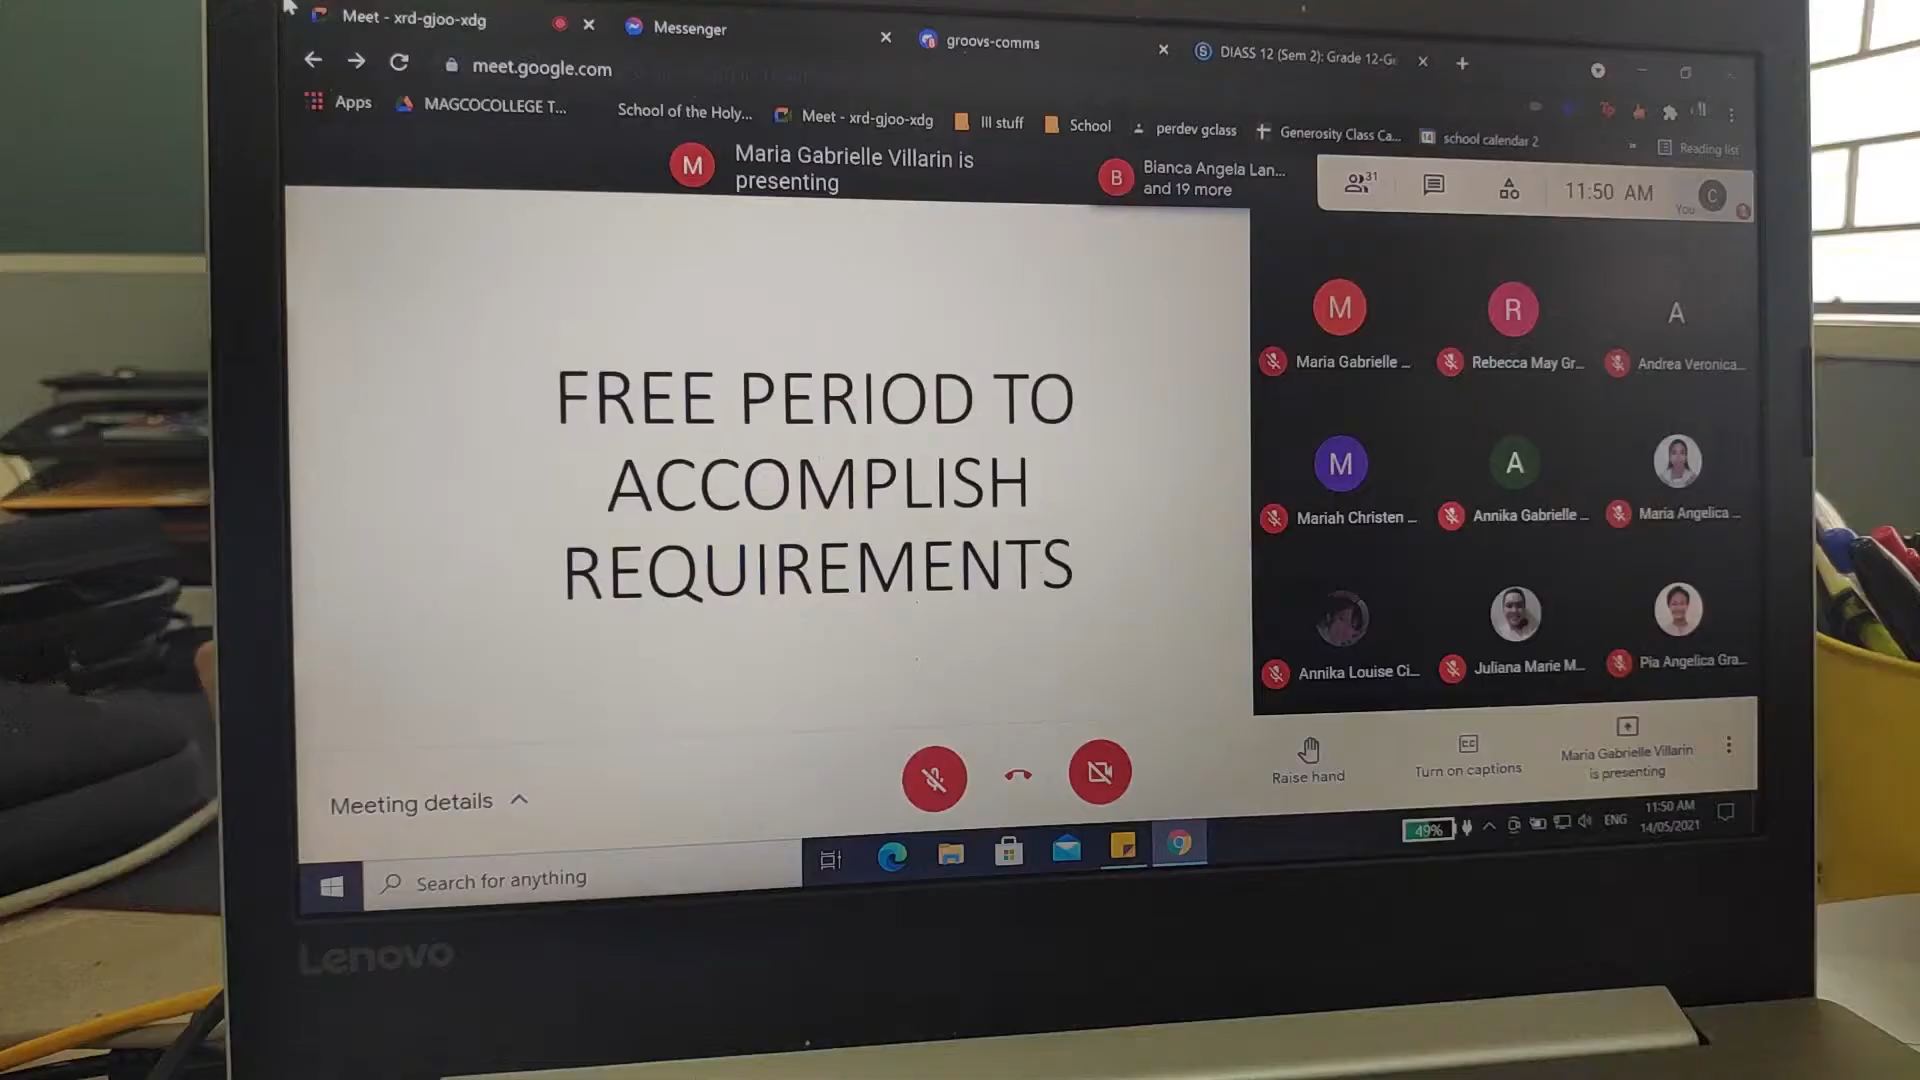 Meet - xrd-gjoo-xdg
Messenger
groovs-comms
DIASS 12 (Sem 2): Grade 12-G
meet.google.com
Apps
MAGCOCOLLEGE T...
School of the Holy...
Meet - xrd-gjoo-xdg
III stuff
School
perdev gclass
Generosity Class Ca...
school calendar 2
»
Reading list
M
Maria Gabrielle Villarin is
presenting
B
Bianca Angela Lan...
and 19 more
31
11:50 AM
You
C
FREE PERIOD TO
ACCOMPLISH
REQUIREMENTS
M
R
A
Maria Gabrielle ...
Rebecca May Gr...
Andrea Veronica...
M
A
Mariah Christen ...
Annika Gabrielle ...
Maria Angelica ...
Annika Louise Ci...
Juliana Marie M...
Pia Angelica Gra...
Meeting details
Raise hand
CC
Turn on captions
Maria Gabrielle Villarin
is presenting
Search for anything
49%
ENG
11:50 AM
14/05/2021
Lenovo